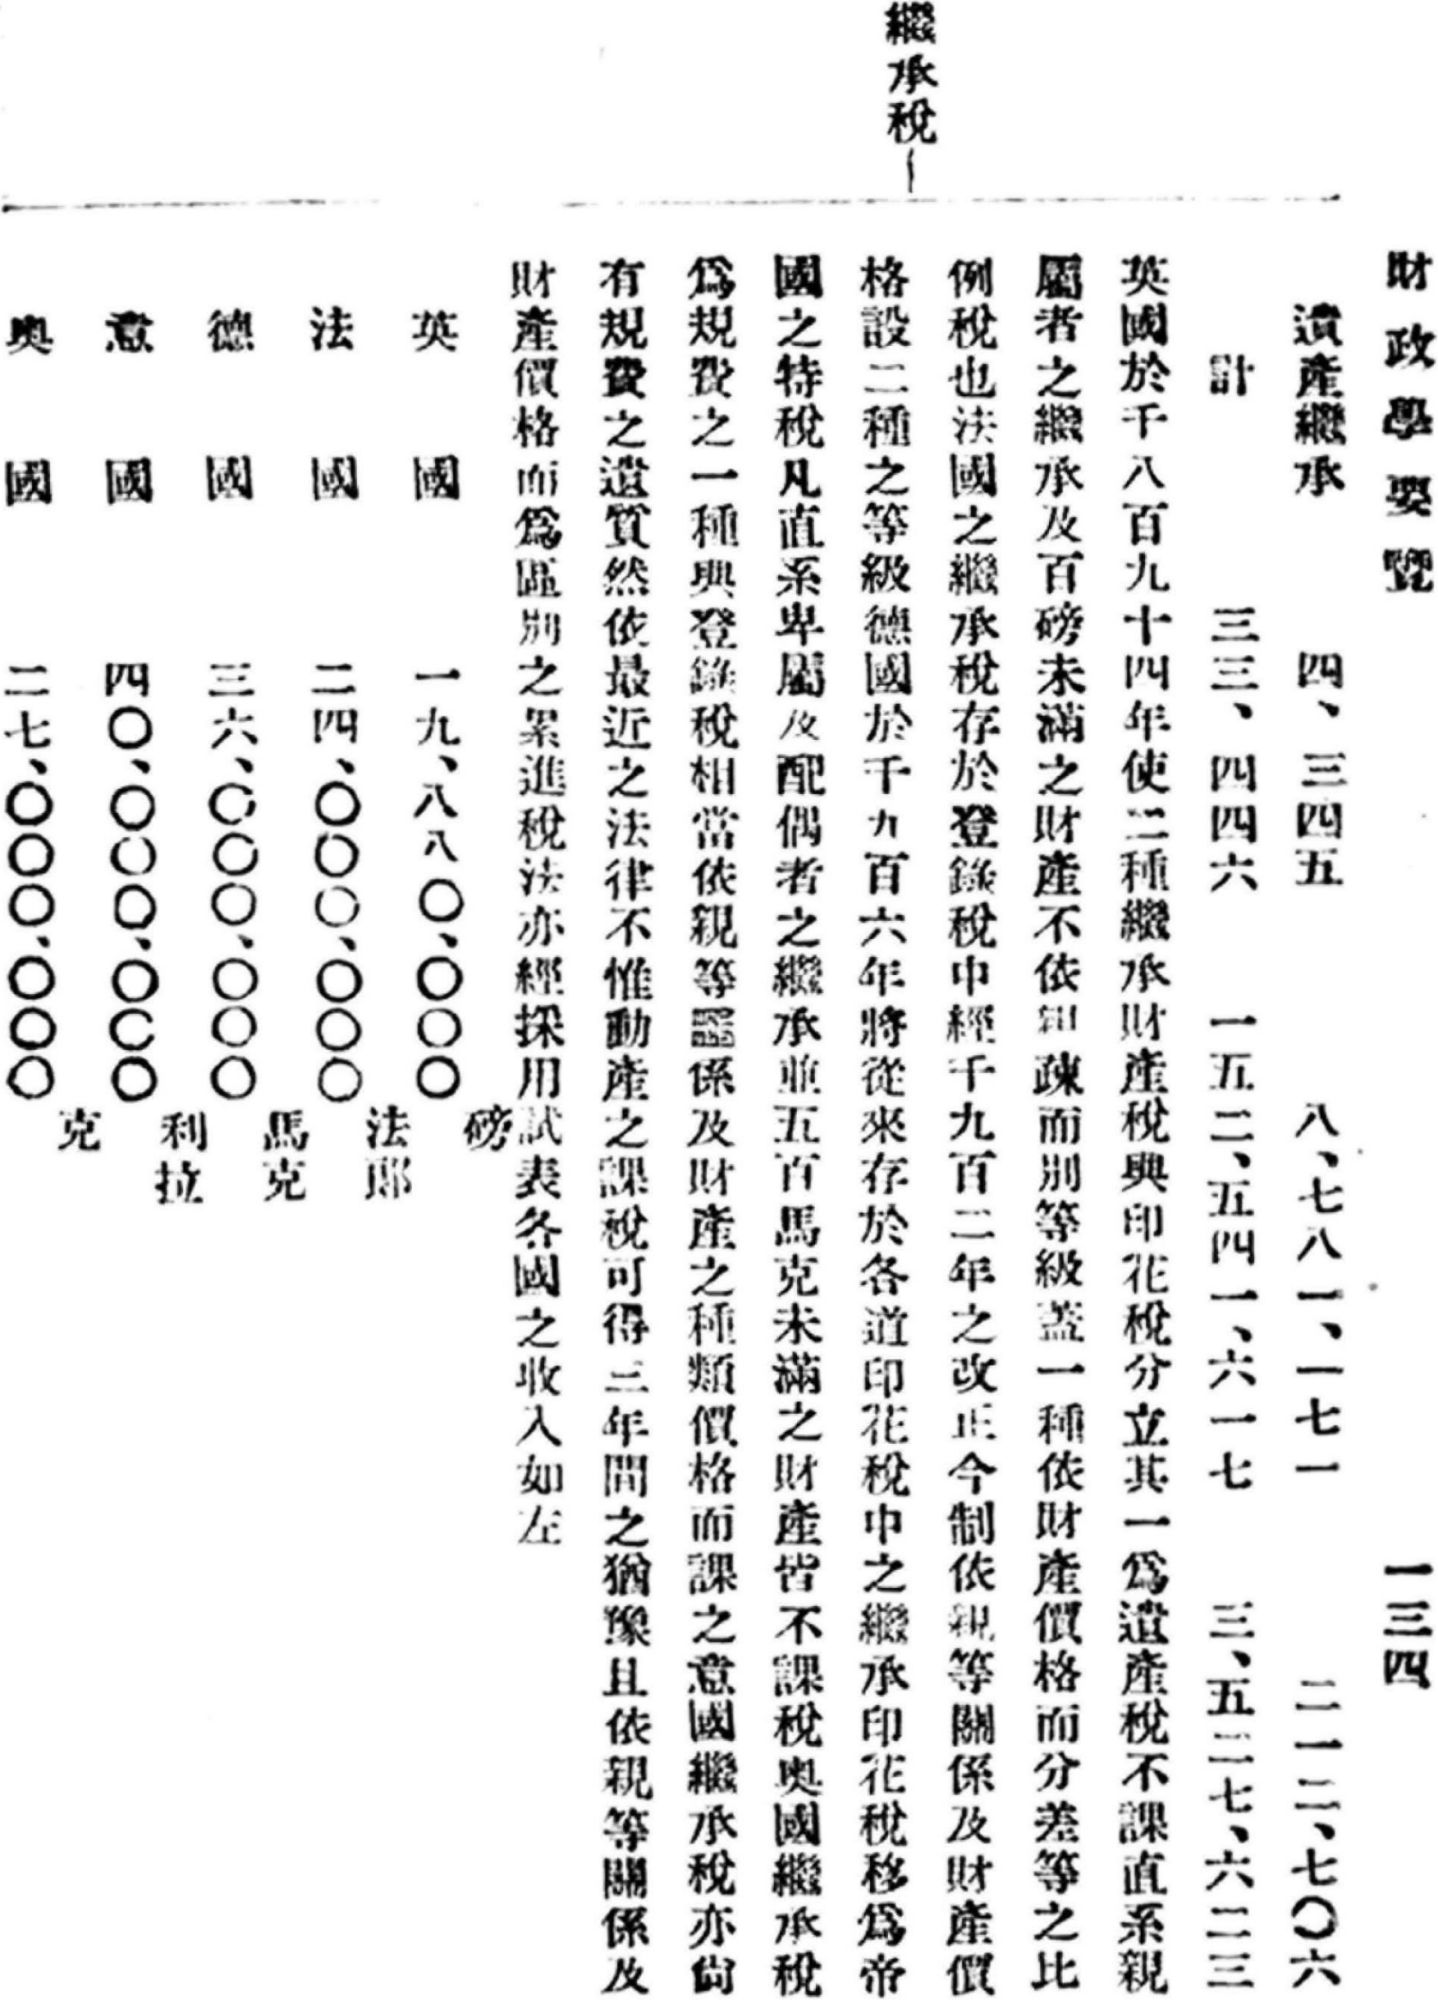 財政學要覽 一三四
繼承稅
遺產繼承 四、三四五 八、七八一、一七一 二一二、七〇六
計 三三、四四六 一五二、五四一、六一七 三、五二七、六二三
英國於千八百九十四年使二種繼承財產稅與印花稅分立其一爲遺產稅不課直系親
屬者之繼承及百磅未滿之財產不依親疎而別等級蓋一種依財產價格而分差等之比
例稅也法國之繼承稅存於登錄稅中經千九百二年之改正今制依親等關係及財產價
格設二種之等級德國於千九百六年將從來存於各道印花稅中之繼承印花稅移爲帝
國之特稅凡直系卑屬及配偶者之繼承並五百馬克未滿之財產皆不課稅奧國繼承稅
爲規費之一種與登錄稅相當依親等關係及財產之種類價格而課之意國繼承稅亦尙
有規費之遺質然依最近之法律不惟動產之課稅可得三年間之猶豫且依親等關係及
財產價格而爲區別之累進稅法亦經採用試表各國之收入如左
英國 一九、八八〇、〇〇〇磅
法國 二四、〇〇〇、〇〇〇法郎
德國 三六、〇〇〇、〇〇〇馬克
意國 四〇、〇〇〇、〇〇〇利拉
奧國 二七、〇〇〇、〇〇〇克